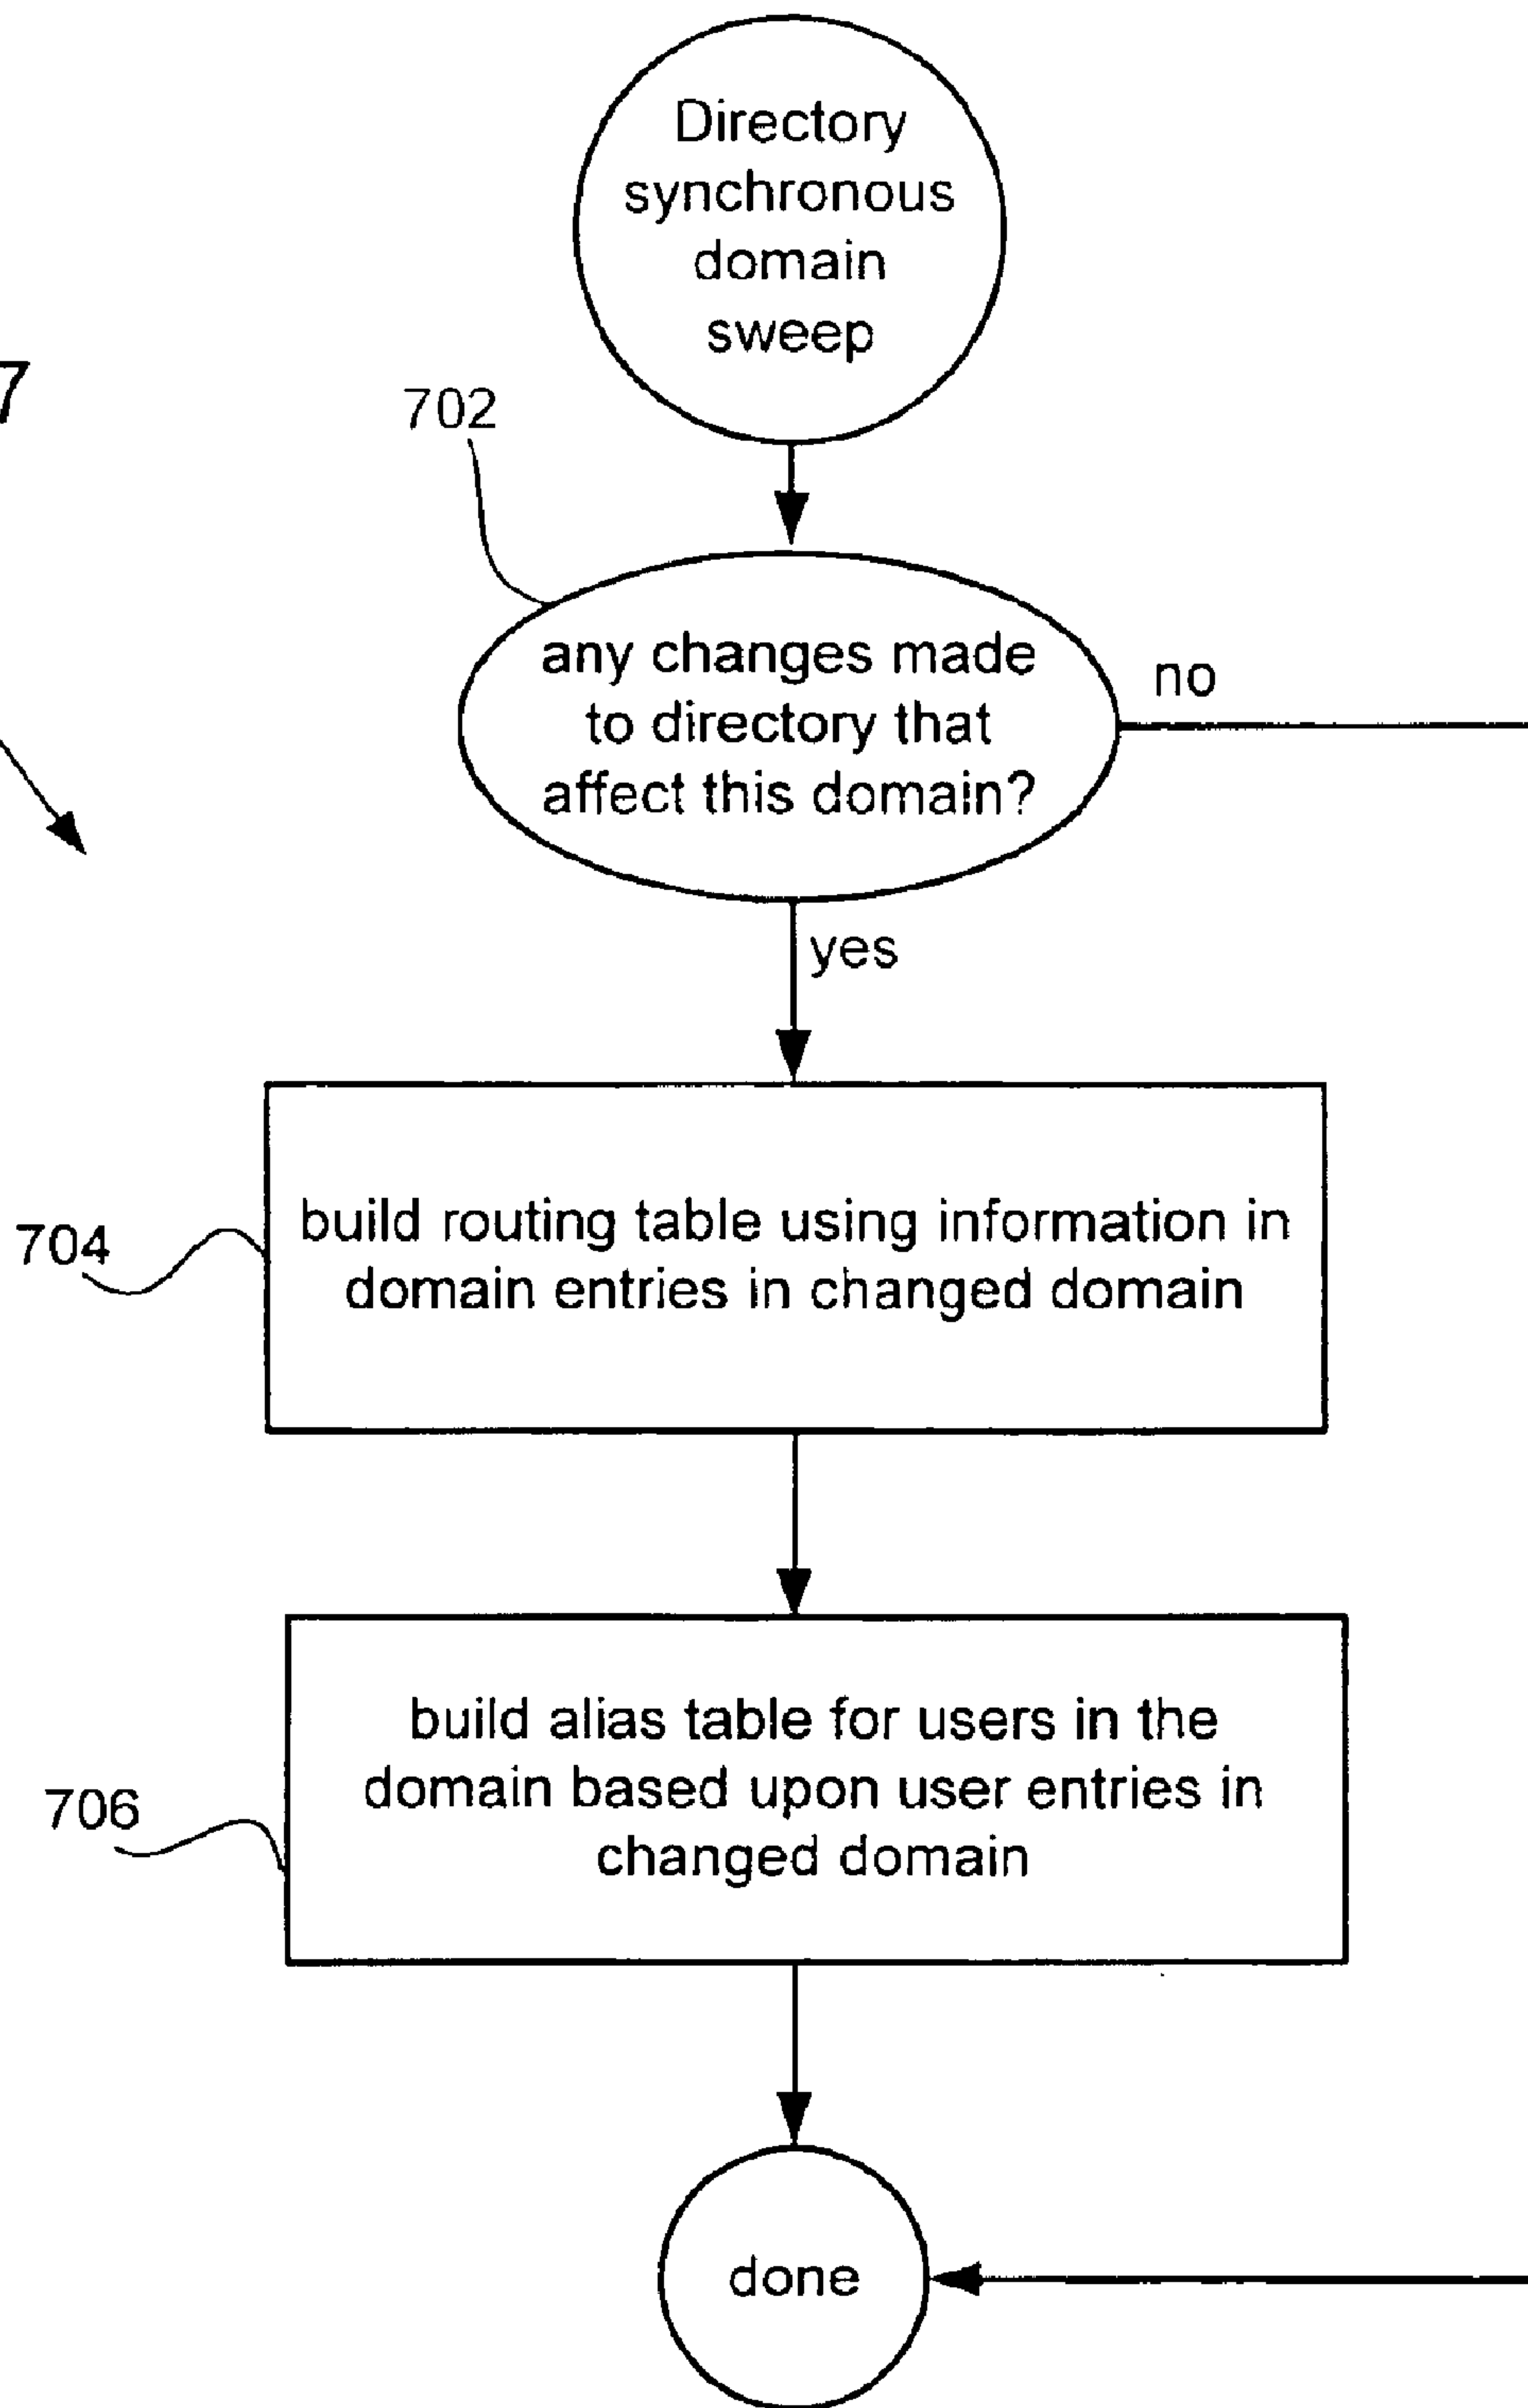 Directory
synchronous
domain
sweep
7
702
any changes made
to directory that
affect this domain?
no
yes
704
build routing table using information in
domain entries in changed domain
706
build alias table for users in the
domain based upon user entries in
changed domain
done